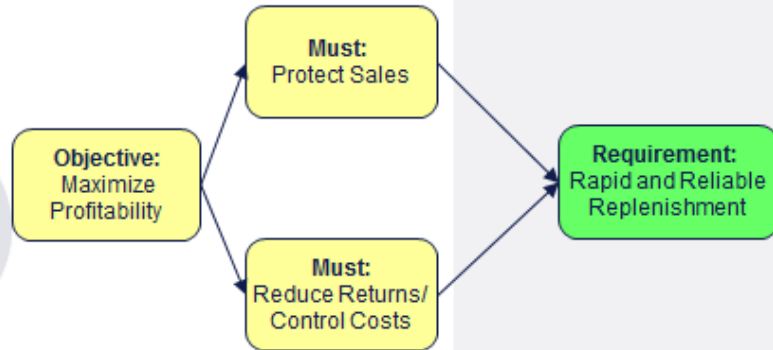 Must:
Protect Sales
Objective:
Maximize
Profitability
Requirement:
Rapid and Reliable
Replenishment
Must:
Reduce Returns/
Control Costs